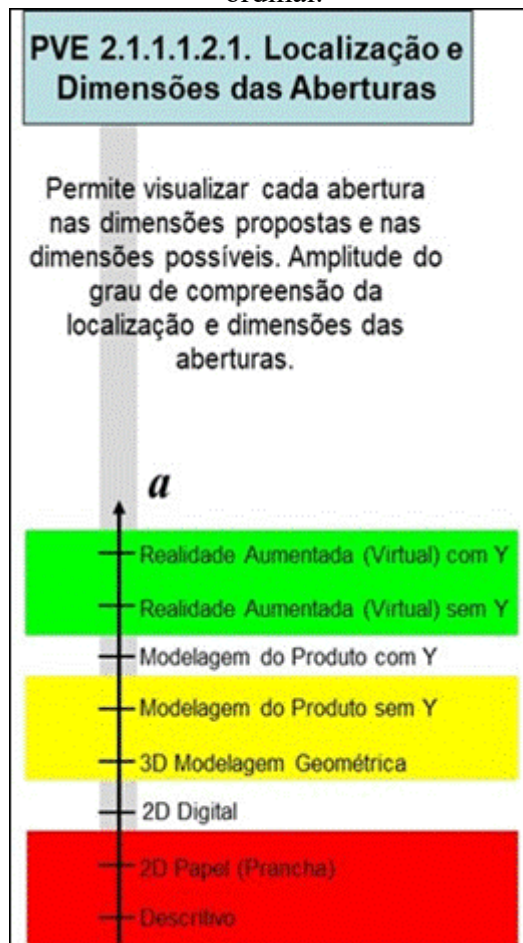 ordinal.
PVE 2.1.1.1.2.1. Localização e
Dimensões das Aberturas
Permite visualizar cada abertura
nas dimensões propostas e nas
dimensões possíveis. Amplitude do
grau de compreensão da
localização e dimensões das
aberturas.
a
Realidade Aumentada (Virtual) com Y
Realidade Aumentada (Virtual) sem Y
Modelagem do Produto com Y
Modelagem do Produto sem Y
3D Modelagem Geométrica
2D Digital
2D Papel (Prancha)
Descritivo